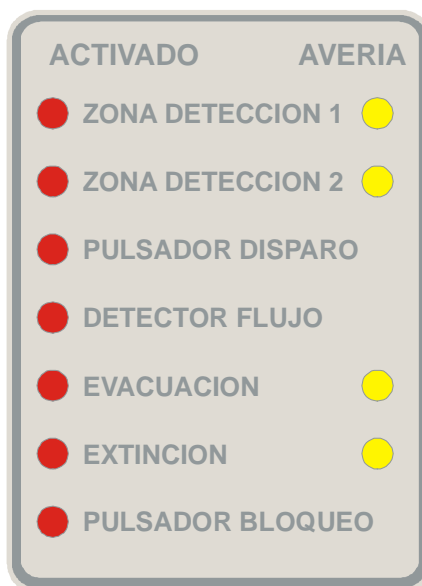 ACTIVADO AVERIA
ZONA DETECCION 1
ZONA DETECCION 2
PULSADOR DISPARO
DETECTOR FLUJO
EVACUACION
EXTINCION
PULSADOR BLOQUEO